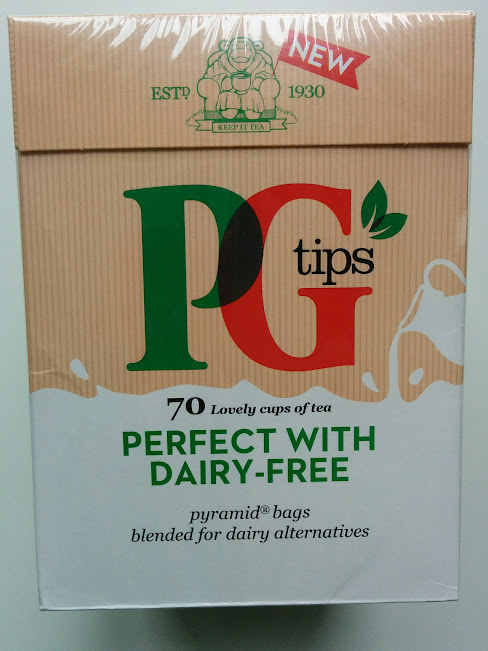 NEW
ESTD. 1930
KEEP IT TEA
PG tips
70 Lovely cups of tea
PERFECT WITH
DAIRY-FREE
pyramid® bags
blended for dairy alternatives